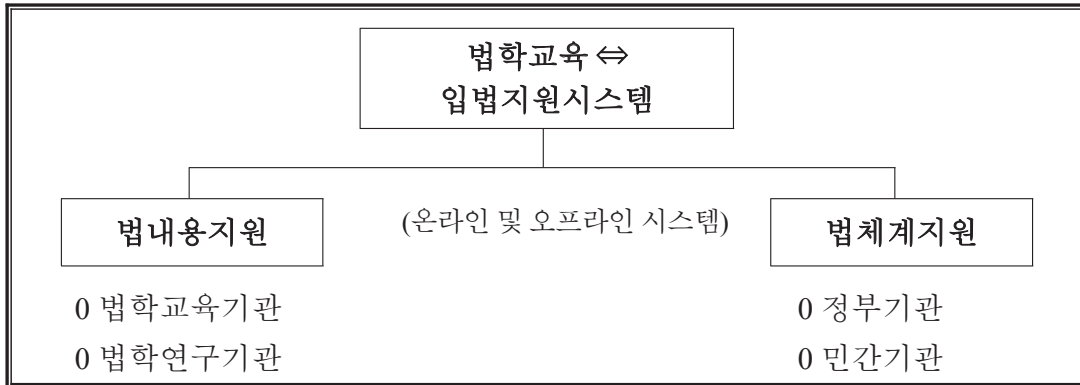 법학교육 ⇔
입법지원시스템
법내용지원
(온라인 및 오프라인 시스템)
법체계지원
0 법학교육기관
0 법학연구기관
0 정부기관
0 민간기관